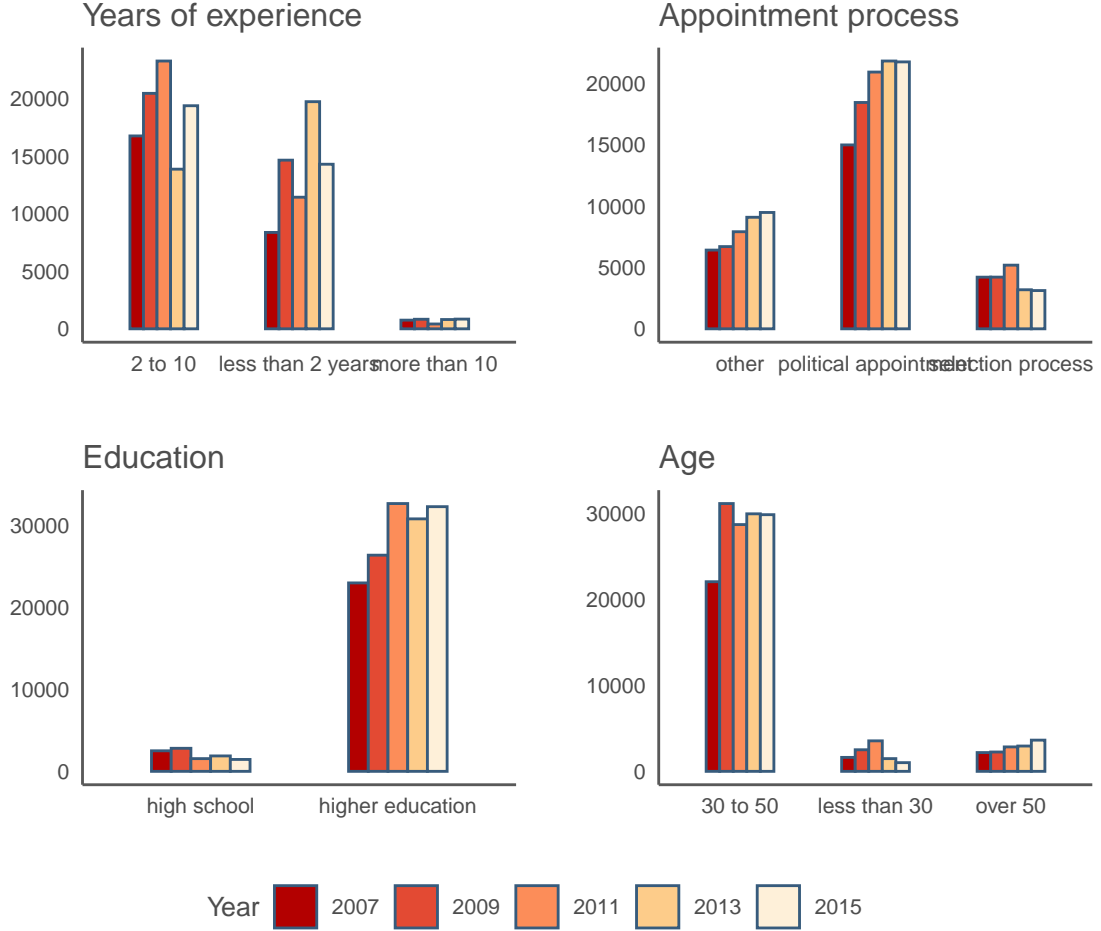 Years of experience
20000
15000
10000
5000
0
2 to 10 less than 2 years more than 10
Appointment process
20000
15000
10000
5000
0
other political appointment selection process
Education
30000
20000
10000
0
high school higher education
Age
30000
20000
10000
0
30 to 50 less than 30 over 50
Year 2007 2009 2011 2013 2015